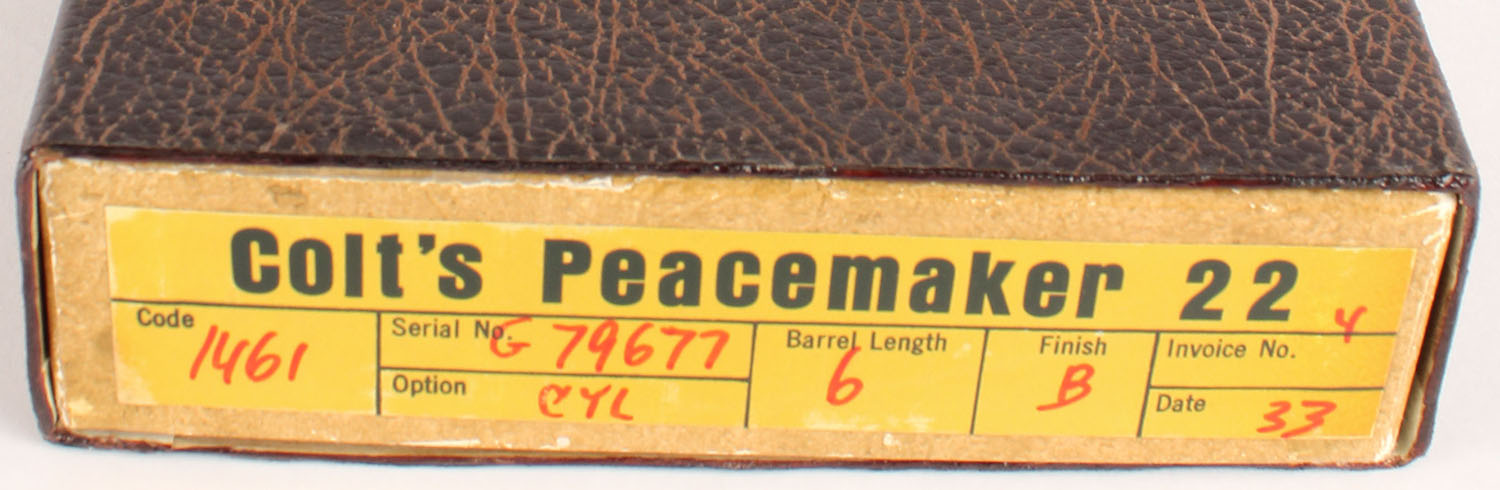 Colt's Peacemaker 22
4
Code 1461
Serial No. G 79677
Option CYL
Barrel Length 6
Finish B
Invoice No.
Date 33